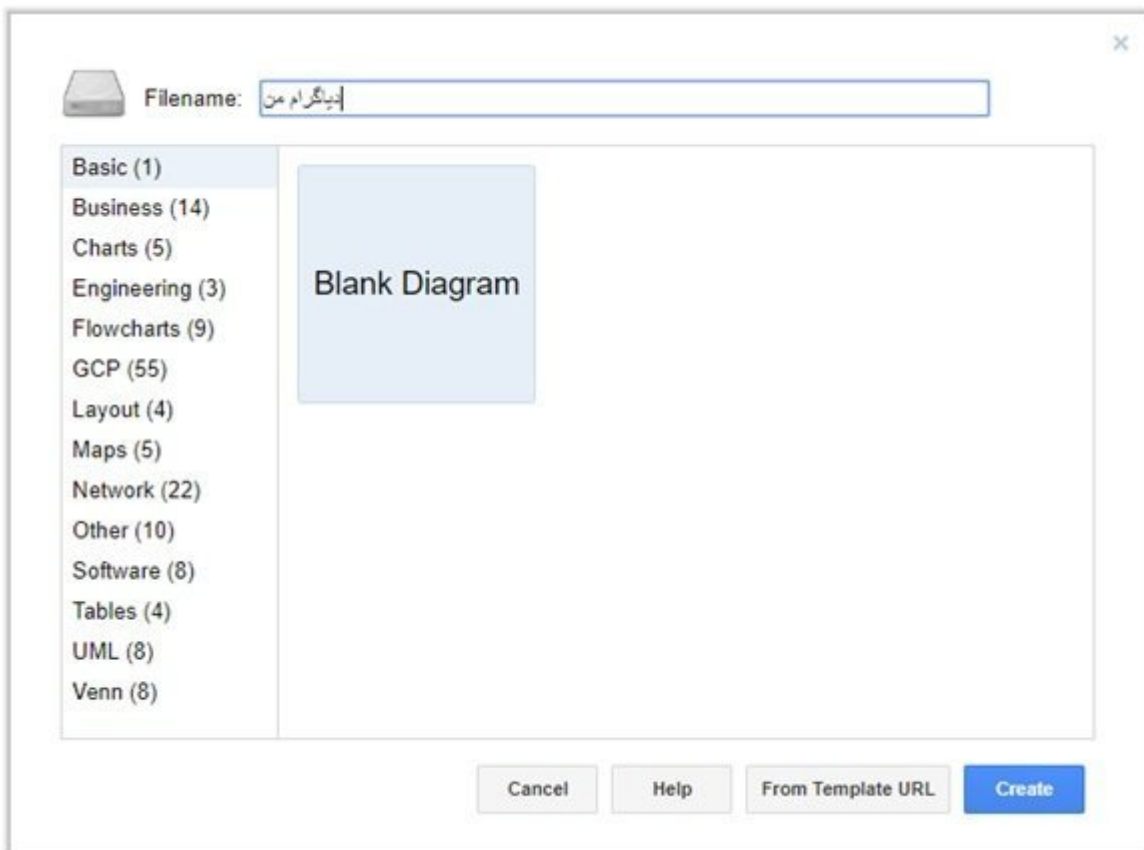 ×
Filename: دیاگرام من
Basic (1)
Business (14)
Charts (5)
Engineering (3)
Flowcharts (9)
GCP (55)
Layout (4)
Maps (5)
Network (22)
Other (10)
Software (8)
Tables (4)
UML (8)
Venn (8)
Blank Diagram
Cancel Help From Template URL Create